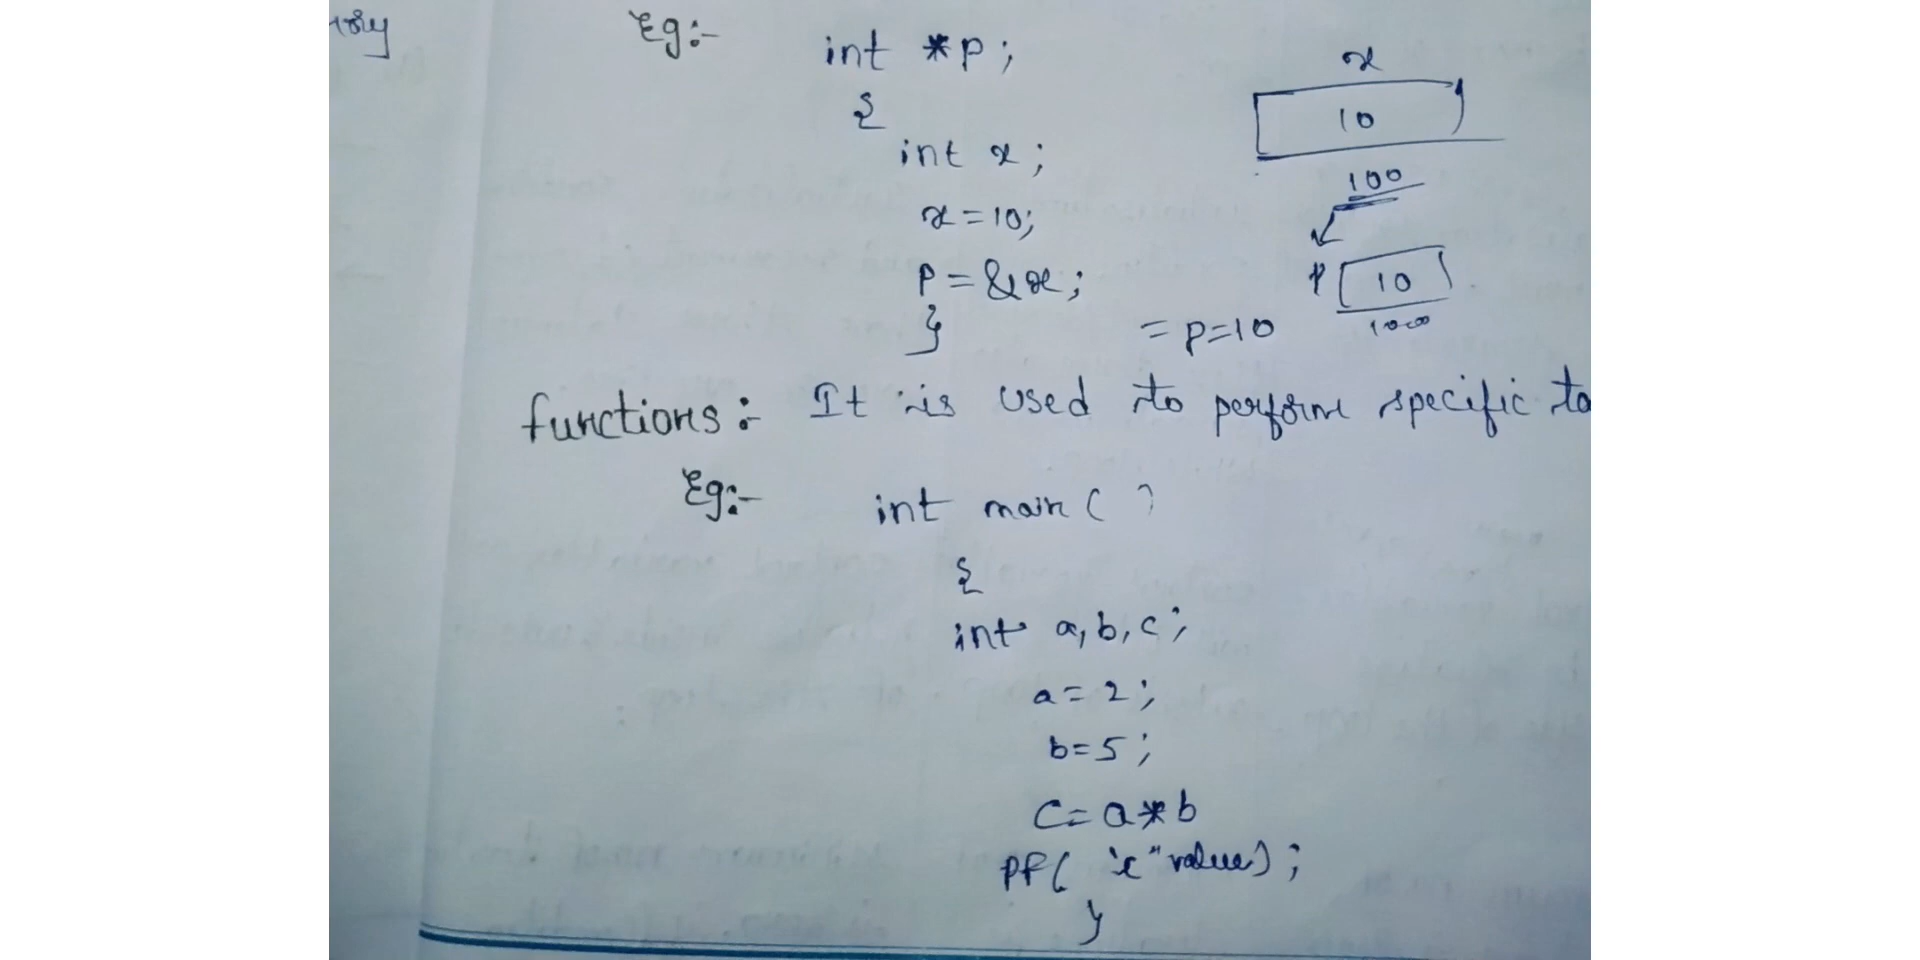 Eg:-
int *p;
{
int x;
x=10;
p=&x;
}
x
10
100
p 10
1000
= p=10
functions:- It is used to perform specific ta
Eg:- int main( )
{
int a,b,c;
a=2;
b=5;
c=a*b
pf( "c" value);
}